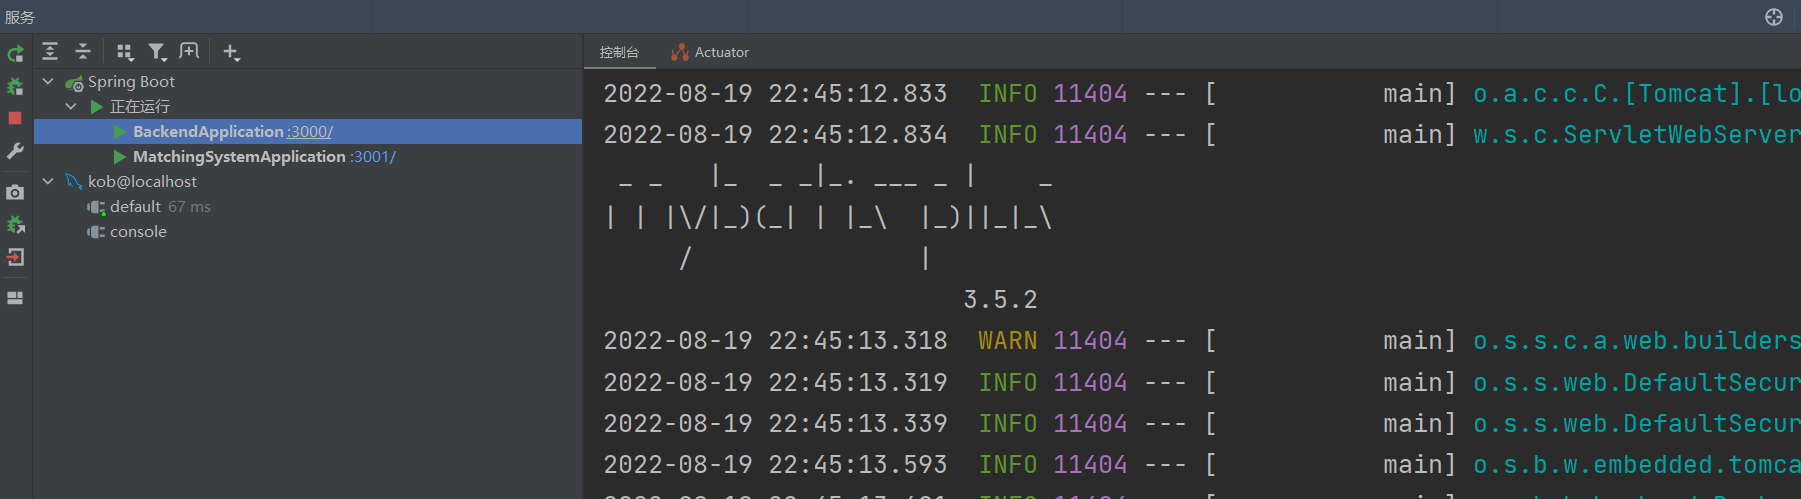 服务
Spring Boot
正在运行
BackendApplication :3000/
MatchingSystemApplication :3001/
kob@localhost
default 67 ms
console
控制台 Actuator
2022-08-19 22:45:12.833  INFO 11404 --- [           main] o.a.c.c.C.[Tomcat].[lo
2022-08-19 22:45:12.834  INFO 11404 --- [           main] w.s.c.ServletWebServer
 _ _   |_  _ _|_. ___ _ |    _
| | |\/|_)(_| | |_\  |_)||_|_\
     /               |
                        3.5.2
2022-08-19 22:45:13.318  WARN 11404 --- [           main] o.s.s.c.a.web.builders
2022-08-19 22:45:13.319  INFO 11404 --- [           main] o.s.s.web.DefaultSecur
2022-08-19 22:45:13.339  INFO 11404 --- [           main] o.s.s.web.DefaultSecur
2022-08-19 22:45:13.593  INFO 11404 --- [           main] o.s.b.w.embedded.tomca